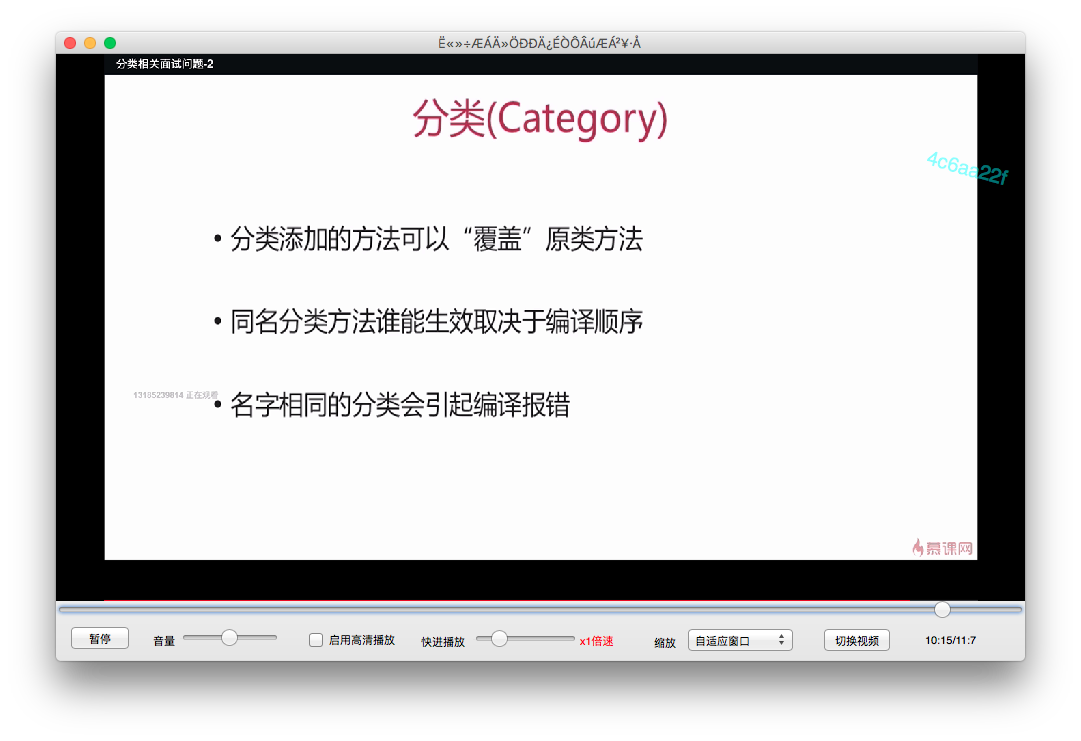 Ë«»÷ÆÁÄ»ÖÐÐÄ¿ÉÒÔÂúÆÁ²¥·Å
分类相关面试问题-2
分类(Category)
4c6aa22f
• 分类添加的方法可以“覆盖”原类方法
• 同名分类方法谁能生效取决于编译顺序
13185239814 正在观看
• 名字相同的分类会引起编译报错
慕课网
暂停 音量 启用高清播放 快进播放 x1倍速 缩放 自适应窗口 切换视频 10:15/11:7